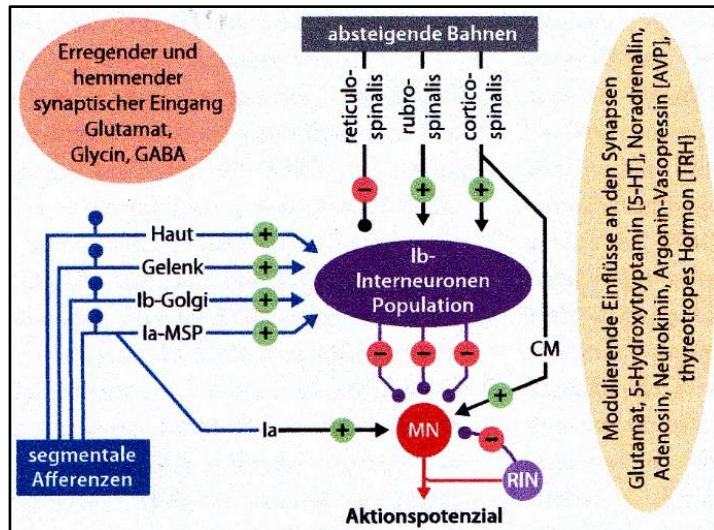 absteigende Bahnen
Erregender und
hemmender
synaptischer Eingang
Glutamat,
Glycin, GABA
reticulo-
spinalis
rubro-
spinalis
cortico-
spinalis
−
+
+
Modulierende Einflüsse an den Synapsen
Glutamat, 5-Hydroxytryptamin [5-HT], Noradrenalin,
Adenosin, Neurokinin, Argonin-Vasopressin [AVP],
thyreotropes Hormon [TRH]
Haut +
Gelenk +
Ib-Golgi +
Ia-MSP +
Ib-
Interneuronen
Population
− − −
CM
+
Ia +
MN
−
RIN
segmentale
Afferenzen
Aktionspotenzial